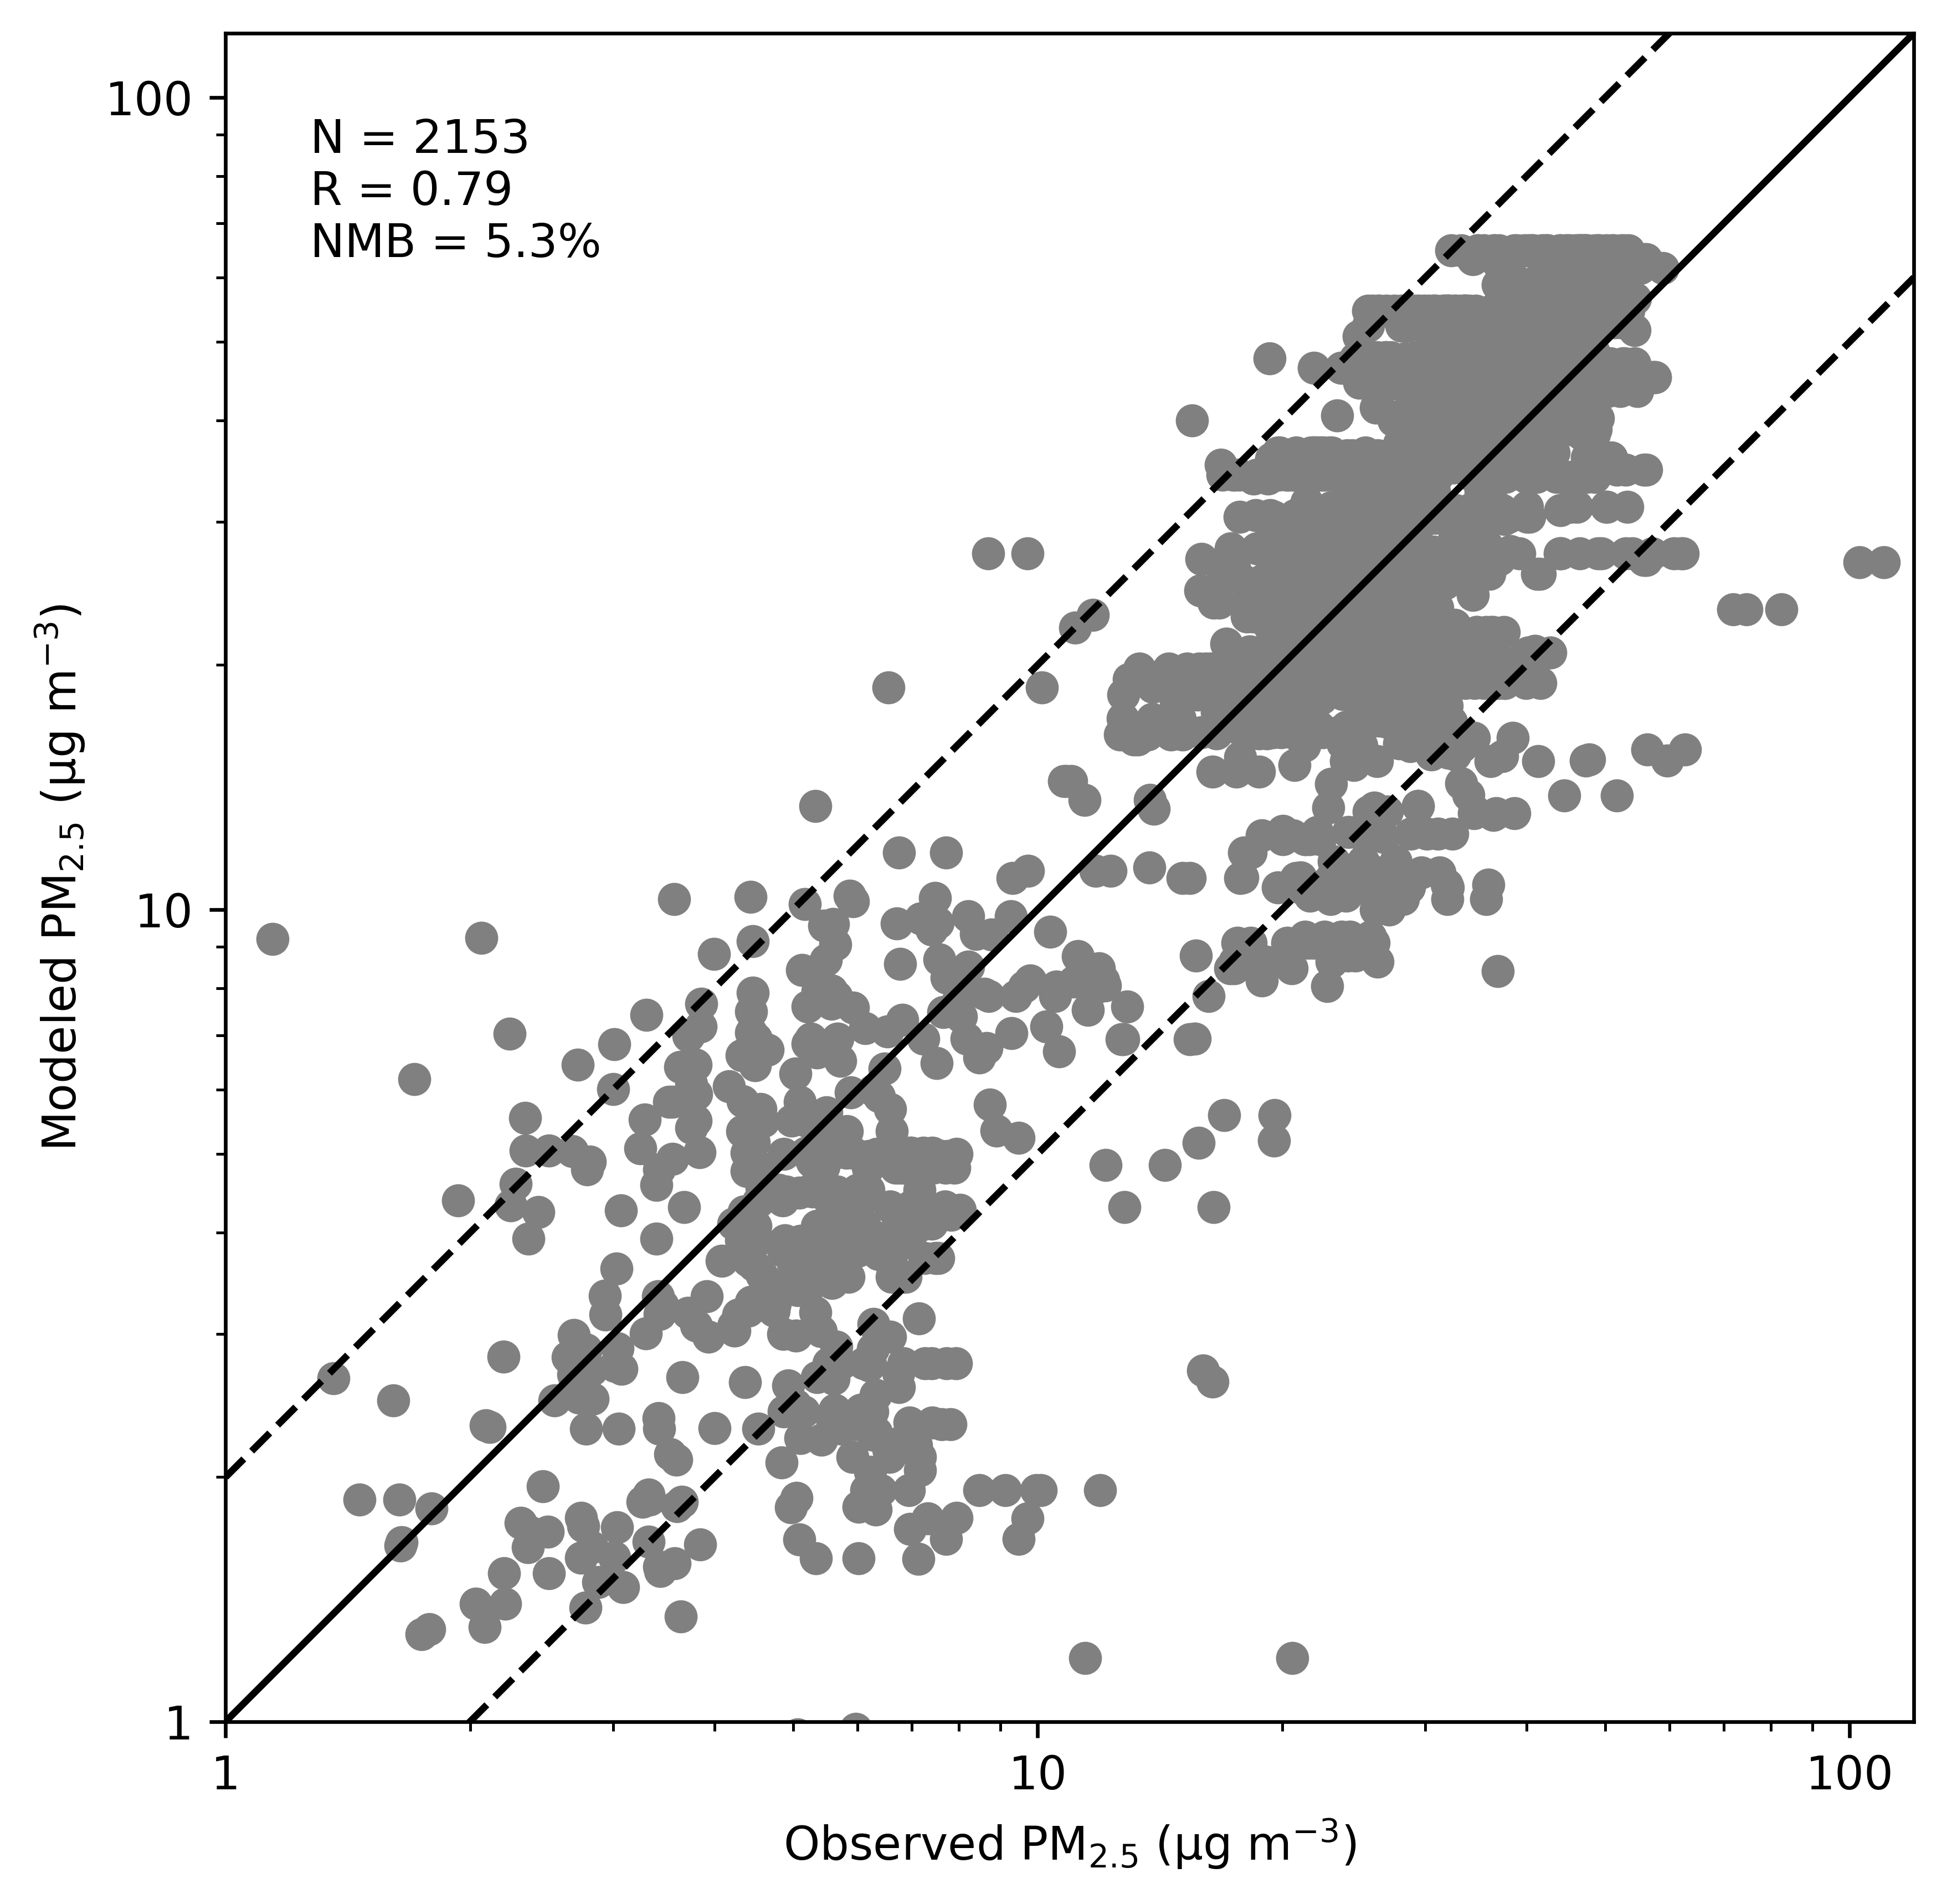 N = 2153
R = 0.79
NMB = 5.3%
100
10
1
Modeled PM₂.₅ (µg m⁻³)
1
10
100
Observed PM₂.₅ (µg m⁻³)